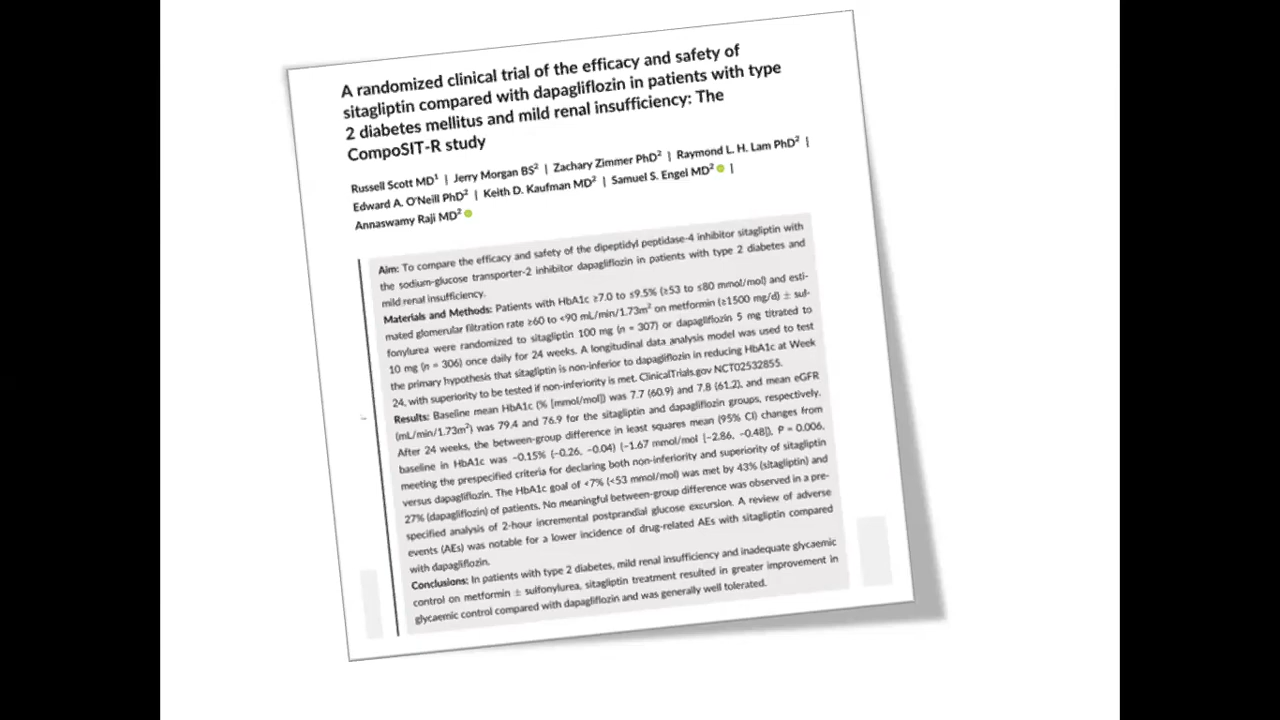 A randomized clinical trial of the efficacy and safety of
sitagliptin compared with dapagliflozin in patients with type
2 diabetes mellitus and mild renal insufficiency: The
CompoSIT-R study
Russell Scott MD¹ | Jerry Morgan BS² | Zachary Zimmer PhD² | Raymond L. H. Lam PhD² |
Edward A. O'Neill PhD² | Keith D. Kaufman MD² | Samuel S. Engel MD² |
Annaswamy Raji MD²
Aim: To compare the efficacy and safety of the dipeptidyl peptidase-4 inhibitor sitagliptin with
the sodium-glucose transporter-2 inhibitor dapagliflozin in patients with type 2 diabetes and
mild renal insufficiency.
Materials and Methods: Patients with HbA1c ≥7.0 to ≤9.5% (≥53 to ≤80 mmol/mol) and esti-
mated glomerular filtration rate ≥60 to <90 mL/min/1.73m² on metformin (≥1500 mg/d) ± sul-
fonylurea were randomized to sitagliptin 100 mg (n = 307) or dapagliflozin 5 mg titrated to
10 mg (n = 306) once daily for 24 weeks. A longitudinal data analysis model was used to test
the primary hypothesis that sitagliptin is non-inferior to dapagliflozin in reducing HbA1c at Week
24, with superiority to be tested if non-inferiority is met. ClinicalTrials.gov NCT02532855.
Results: Baseline mean HbA1c (% [mmol/mol]) was 7.7 (60.9) and 7.8 (61.2), and mean eGFR
(mL/min/1.73m²) was 79.4 and 76.9 for the sitagliptin and dapagliflozin groups, respectively.
After 24 weeks, the between-group difference in least squares mean (95% CI) changes from
baseline in HbA1c was −0.15% (−0.26, −0.04) (−1.67 mmol/mol [−2.86, −0.48]), P = 0.006,
meeting the prespecified criteria for declaring both non-inferiority and superiority of sitagliptin
versus dapagliflozin. The HbA1c goal of <7% (<53 mmol/mol) was met by 43% (sitagliptin) and
27% (dapagliflozin) of patients. No meaningful between-group difference was observed in a pre-
specified analysis of 2-hour incremental postprandial glucose excursion. A review of adverse
events (AEs) was notable for a lower incidence of drug-related AEs with sitagliptin compared
with dapagliflozin.
Conclusions: In patients with type 2 diabetes, mild renal insufficiency and inadequate glycaemic
control on metformin ± sulfonylurea, sitagliptin treatment resulted in greater improvement in
glycaemic control compared with dapagliflozin and was generally well tolerated.